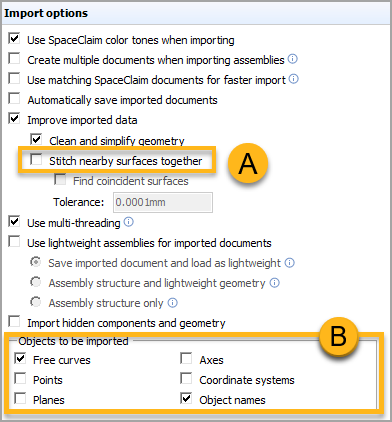 Import options
Use SpaceClaim color tones when importing
Create multiple documents when importing assemblies
Use matching SpaceClaim documents for faster import
Automatically save imported documents
Improve imported data
Clean and simplify geometry
Stitch nearby surfaces together
A
Find coincident surfaces
Tolerance: 0.0001mm
Use multi-threading
Use lightweight assemblies for imported documents
Save imported document and load as lightweight
Assembly structure and lightweight geometry
Assembly structure only
Import hidden components and geometry
B
Objects to be imported
Free curves Axes
Points Coordinate systems
Planes Object names